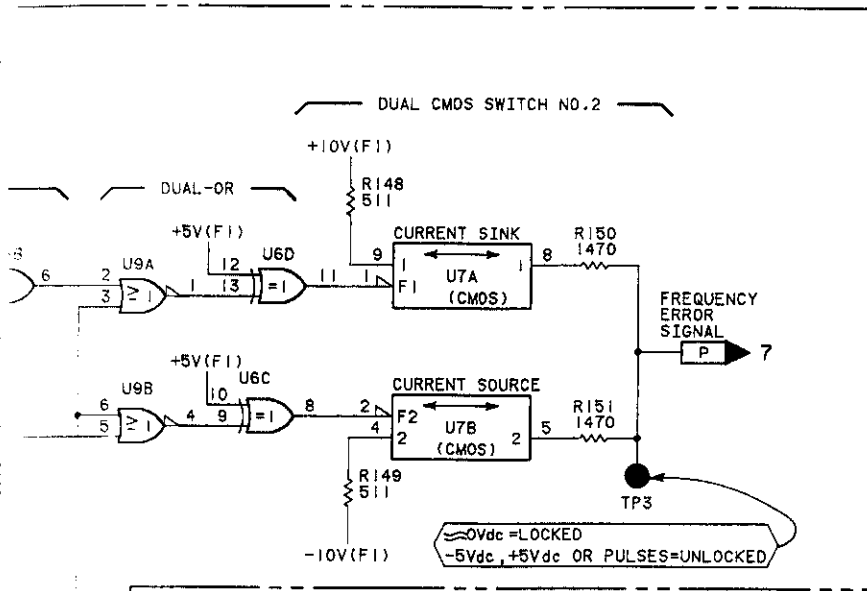 DUAL CMOS SWITCH NO.2
+10V(F1)
R148
511
DUAL-OR
+5V(F1)
U6D
CURRENT SINK
R150
1470
6
U9A
2
3
≥1
1
12
13
=1
11
9
1
1
F1
U7A
(CMOS)
1
8
FREQUENCY
ERROR
SIGNAL
P
7
+5V(F1)
U6C
U9B
CURRENT SOURCE
R151
1470
6
5
≥1
4
10
9
=1
8
2
4
F2
2
U7B
(CMOS)
2
5
R149
511
TP3
-10V(F1)
≈0Vdc=LOCKED
-5Vdc,+5Vdc OR PULSES=UNLOCKED